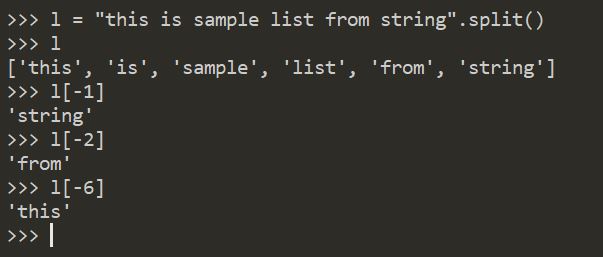 >>> l = "this is sample list from string".split()
>>> l
['this', 'is', 'sample', 'list', 'from', 'string']
>>> l[-1]
'string'
>>> l[-2]
'from'
>>> l[-6]
'this'
>>>